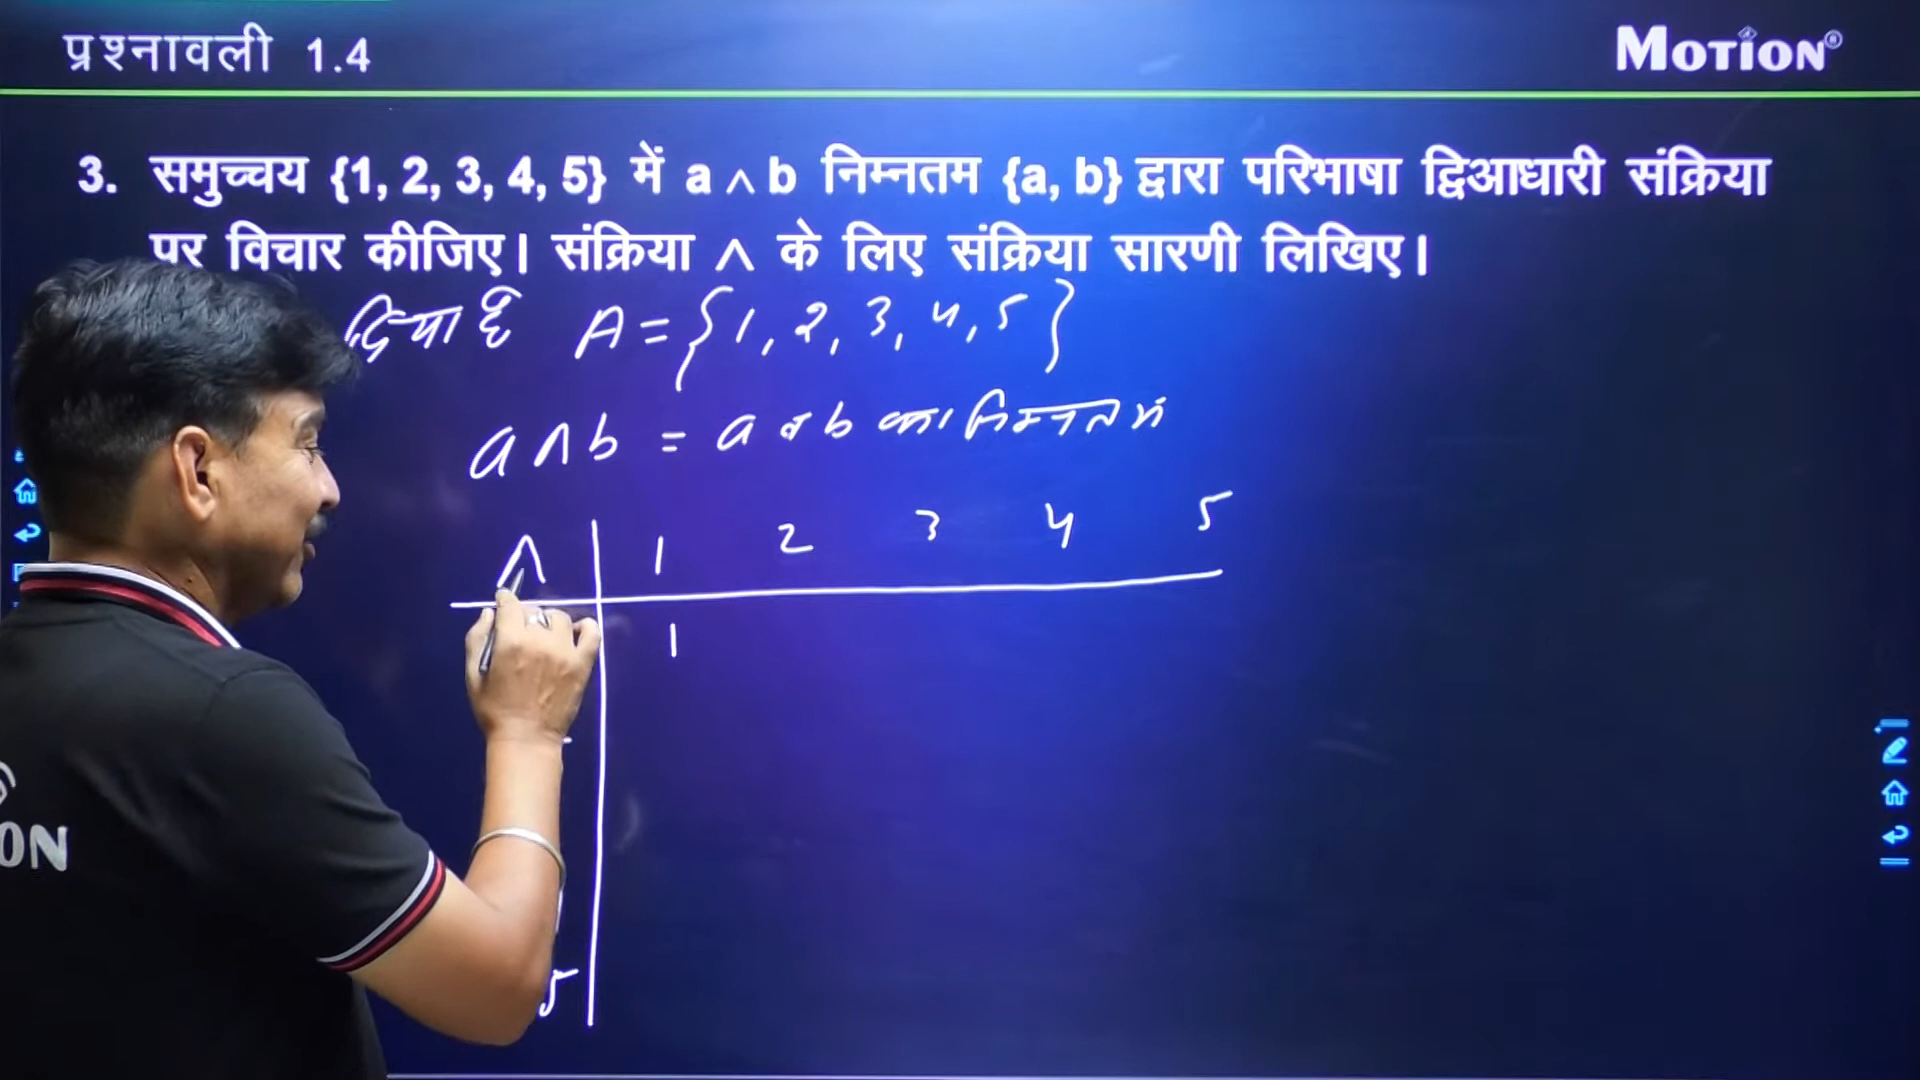 प्रश्नावली 1.4
MOTION®
3. समुच्चय {1, 2, 3, 4, 5} में a ∧ b निम्नतम {a, b} द्वारा परिभाषा द्विआधारी संक्रिया
पर विचार कीजिए। संक्रिया ∧ के लिए संक्रिया सारणी लिखिए।
दिया है A = {1, 2, 3, 4, 5}
a ∧ b = a व b का निम्नतम
∧ 1 2 3 4 5
1
5
ON